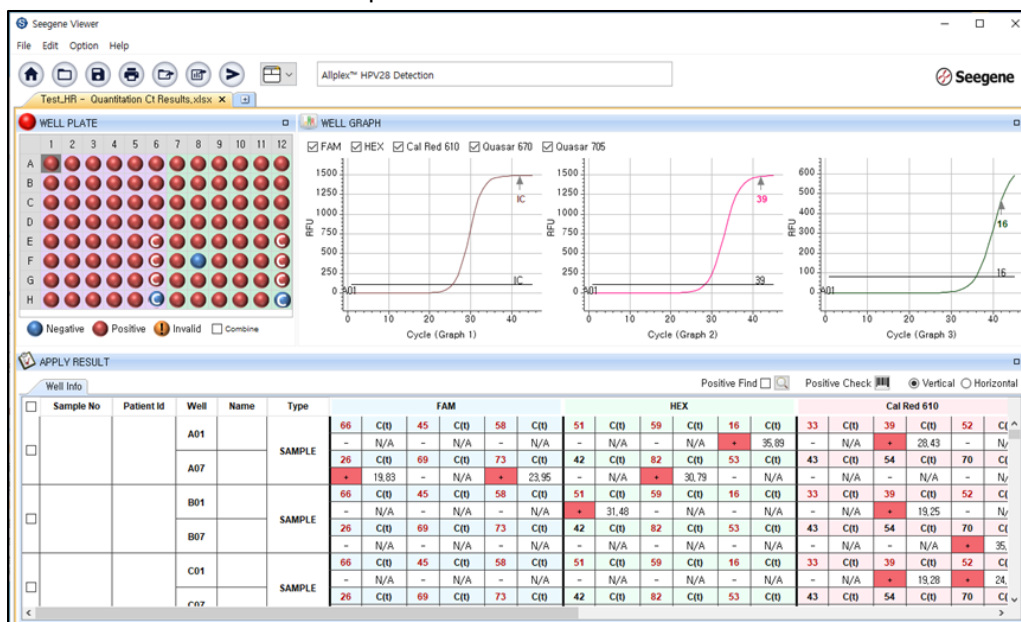 Seegene Viewer
File Edit Option Help
Allplex™ HPV28 Detection
Seegene
Test_HR - Quantitation Ct Results.xlsx
WELL PLATE
1 2 3 4 5 6 7 8 9 10 11 12
A
B
C
D
E C C
F C C
G C C
H C C
Negative Positive Invalid Combine
WELL GRAPH
FAM HEX Cal Red 610 Quasar 670 Quasar 705
RFU
1500
1250
1000
750
500
250
0
IC
IC
A01
0 10 20 30 40
Cycle (Graph 1)
RFU
1500
1250
1000
750
500
250
0
39
39
A01
0 10 20 30 40
Cycle (Graph 2)
RFU
600
500
400
300
200
100
0
16
16
A01
0 10 20 30 40
Cycle (Graph 3)
APPLY RESULT
Well Info
Positive Find Positive Check Vertical Horizontal
Sample No Patient Id Well Name Type FAM HEX Cal Red 610
A01 SAMPLE
66 C(t) 45 C(t) 58 C(t) 51 C(t) 59 C(t) 16 C(t) 33 C(t) 39 C(t) 52
- N/A - N/A - N/A - N/A - N/A + 35,89 - N/A + 28,43 -
A07
26 C(t) 69 C(t) 73 C(t) 42 C(t) 82 C(t) 53 C(t) 43 C(t) 54 C(t) 70
+ 19,83 - N/A + 23,95 - N/A + 30,79 - N/A - N/A - N/A -
B01 SAMPLE
66 C(t) 45 C(t) 58 C(t) 51 C(t) 59 C(t) 16 C(t) 33 C(t) 39 C(t) 52
- N/A - N/A - N/A + 31,48 - N/A - N/A - N/A + 19,25 -
B07
26 C(t) 69 C(t) 73 C(t) 42 C(t) 82 C(t) 53 C(t) 43 C(t) 54 C(t) 70
- N/A - N/A - N/A - N/A - N/A - N/A - N/A - N/A + 35,
C01 SAMPLE
66 C(t) 45 C(t) 58 C(t) 51 C(t) 59 C(t) 16 C(t) 33 C(t) 39 C(t) 52
- N/A - N/A - N/A - N/A - N/A - N/A - N/A + 19,28 + 24,
C07
26 C(t) 69 C(t) 73 C(t) 42 C(t) 82 C(t) 53 C(t) 43 C(t) 54 C(t) 70